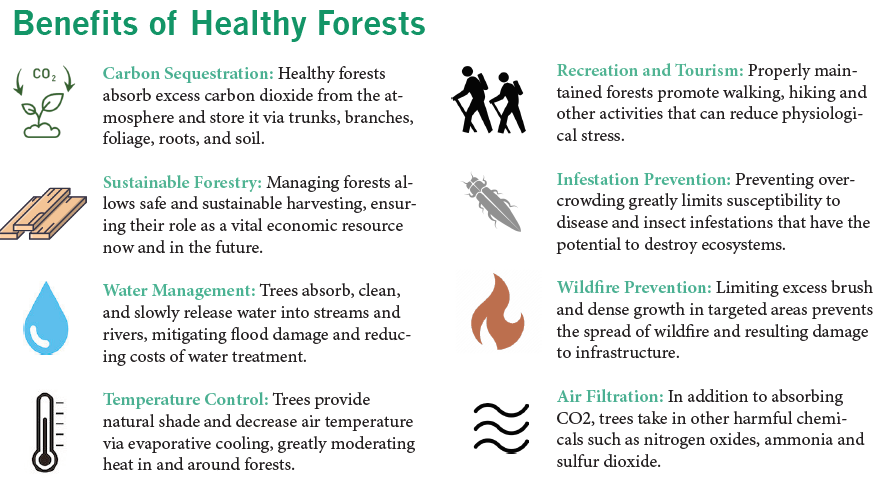 Benefits of Healthy Forests
CO2
Carbon Sequestration: Healthy forests
absorb excess carbon dioxide from the at-
mosphere and store it via trunks, branches,
foliage, roots, and soil.
Sustainable Forestry: Managing forests al-
lows safe and sustainable harvesting, ensur-
ing their role as a vital economic resource
now and in the future.
Water Management: Trees absorb, clean,
and slowly release water into streams and
rivers, mitigating flood damage and reduc-
ing costs of water treatment.
Temperature Control: Trees provide
natural shade and decrease air temperature
via evaporative cooling, greatly moderating
heat in and around forests.
Recreation and Tourism: Properly main-
tained forests promote walking, hiking and
other activities that can reduce physiologi-
cal stress.
Infestation Prevention: Preventing over-
crowding greatly limits susceptibility to
disease and insect infestations that have the
potential to destroy ecosystems.
Wildfire Prevention: Limiting excess brush
and dense growth in targeted areas prevents
the spread of wildfire and resulting damage
to infrastructure.
Air Filtration: In addition to absorbing
CO2, trees take in other harmful chemi-
cals such as nitrogen oxides, ammonia and
sulfur dioxide.